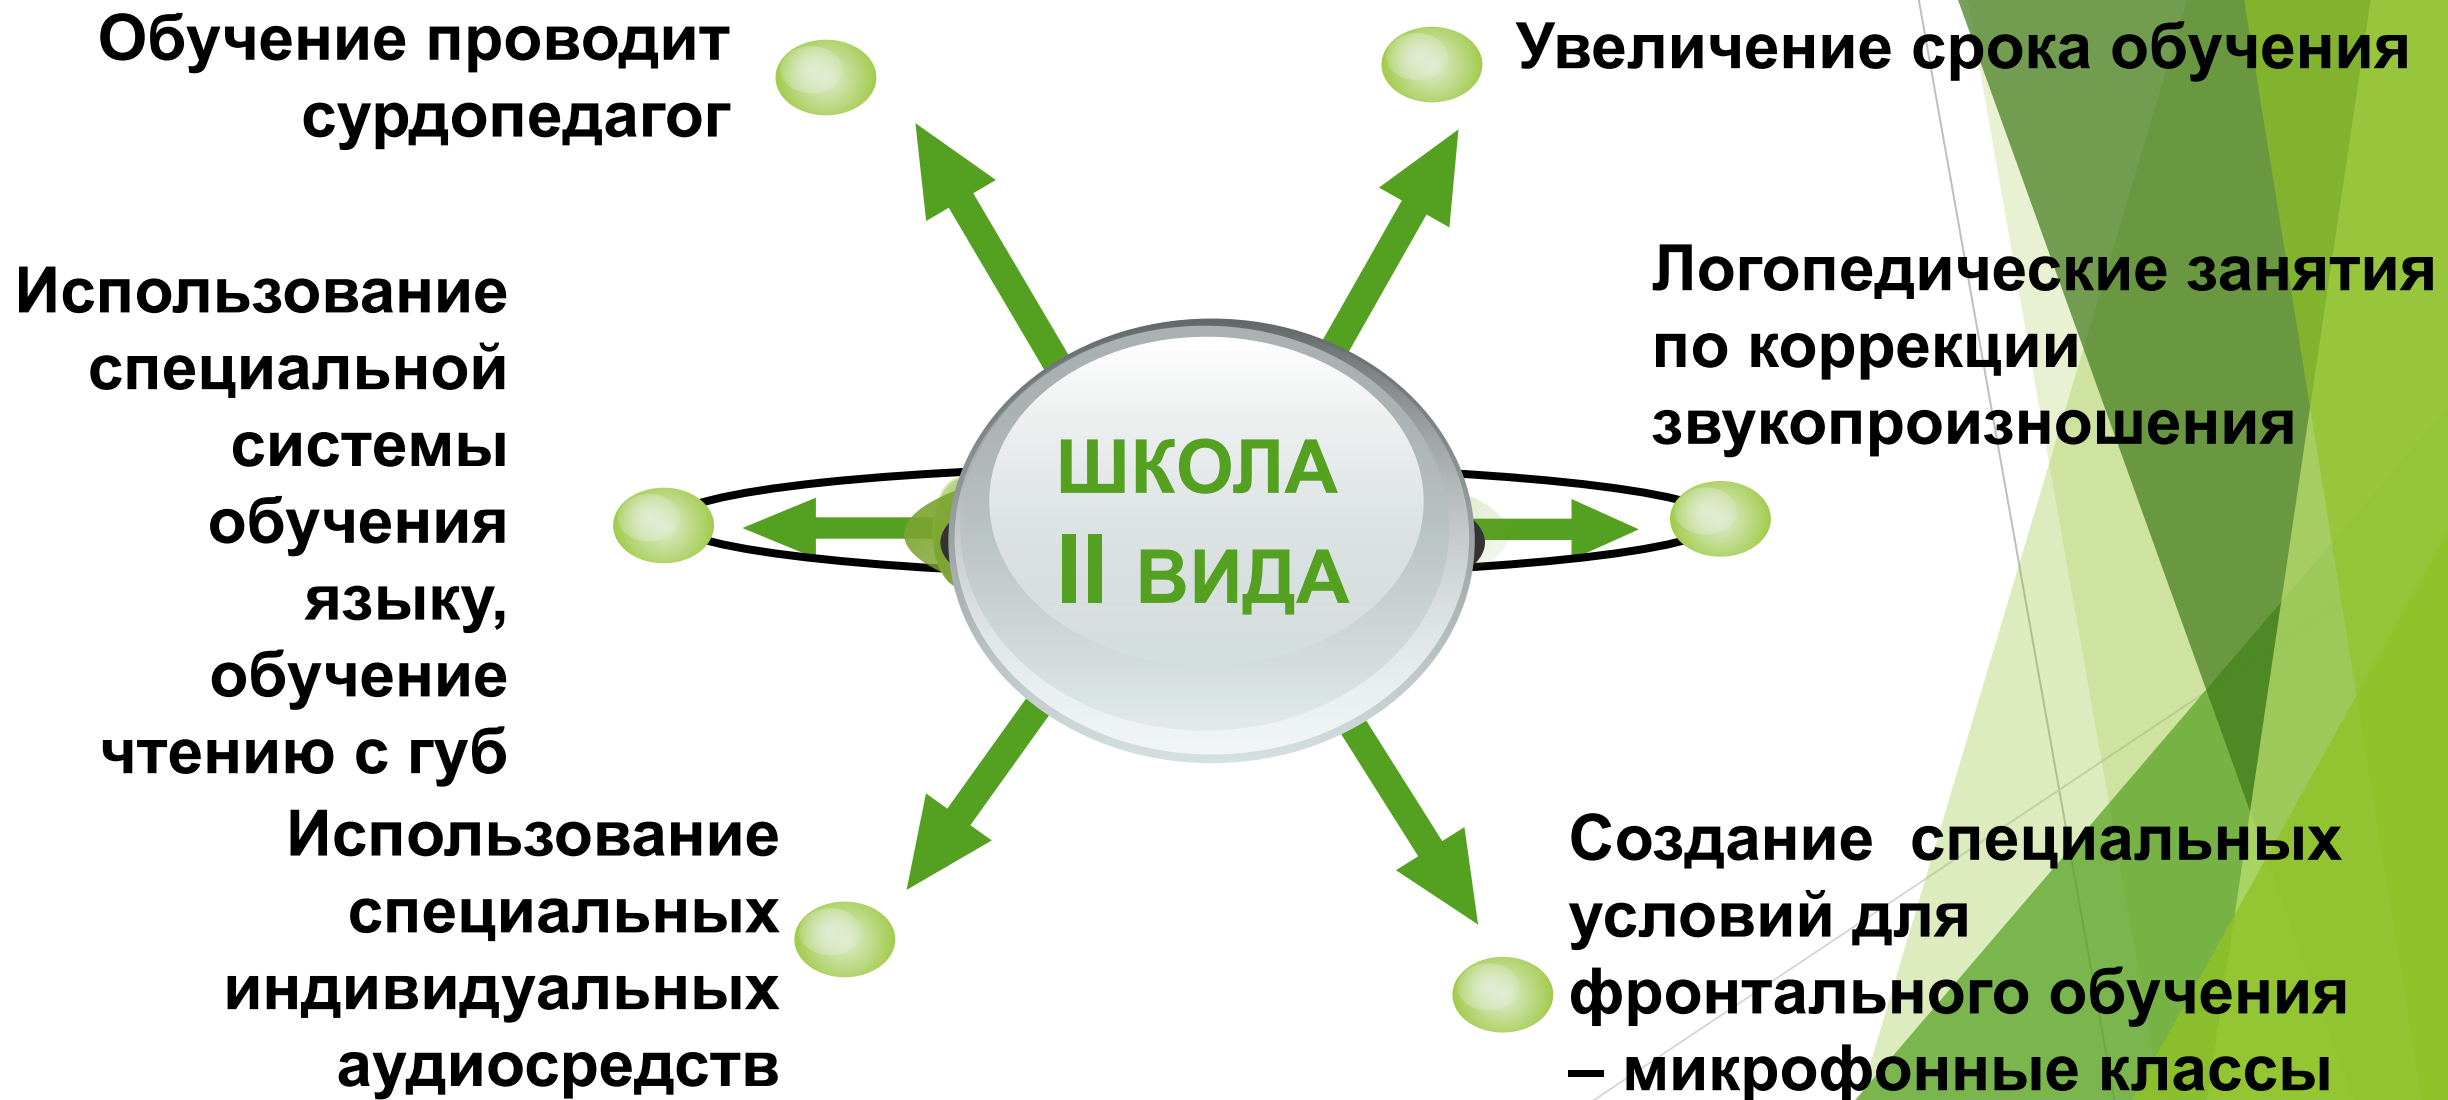 Обучение проводит
сурдопедагог
Увеличение срока обучения
Использование
специальной
системы
обучения
языку,
обучение
чтению с губ
Логопедические занятия
по коррекции
звукопроизношения
ШКОЛА
II ВИДА
Использование
специальных
индивидуальных
аудиосредств
Создание специальных
условий для
фронтального обучения
– микрофонные классы